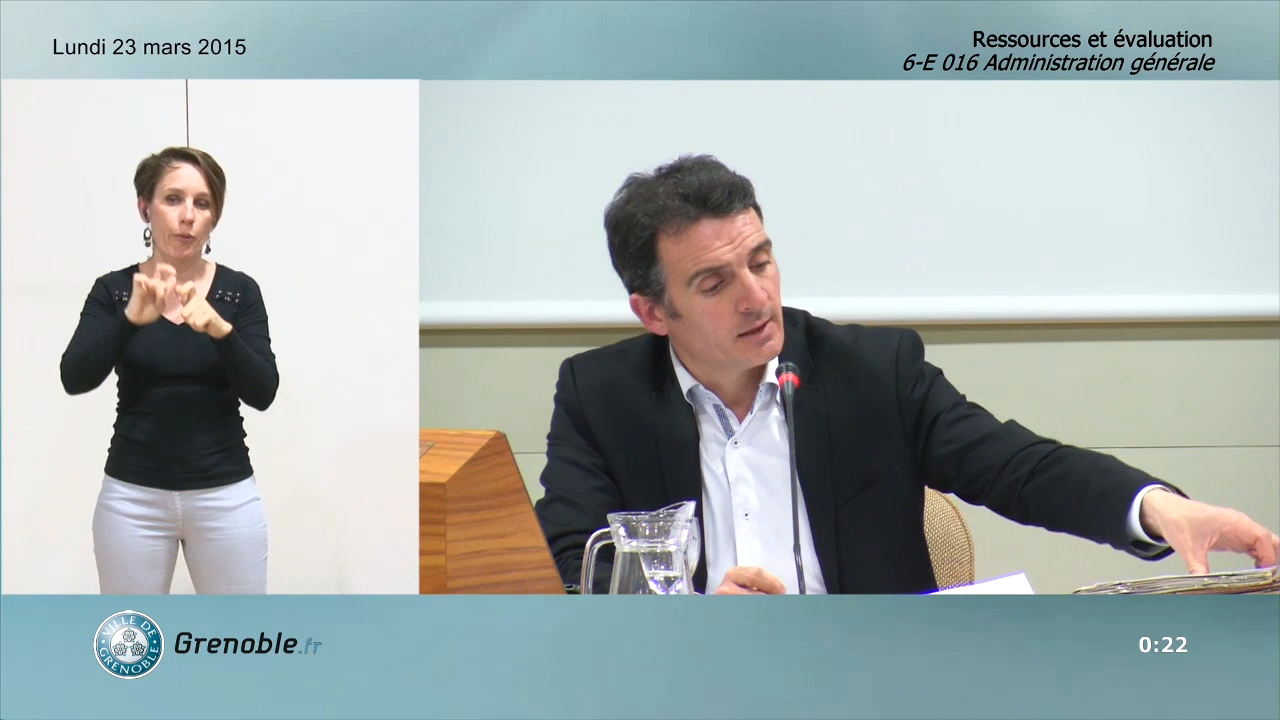 Lundi 23 mars 2015
Ressources et évaluation
6-E 016 Administration générale
VILLE DE
GRENOBLE
Grenoble.fr
0:22